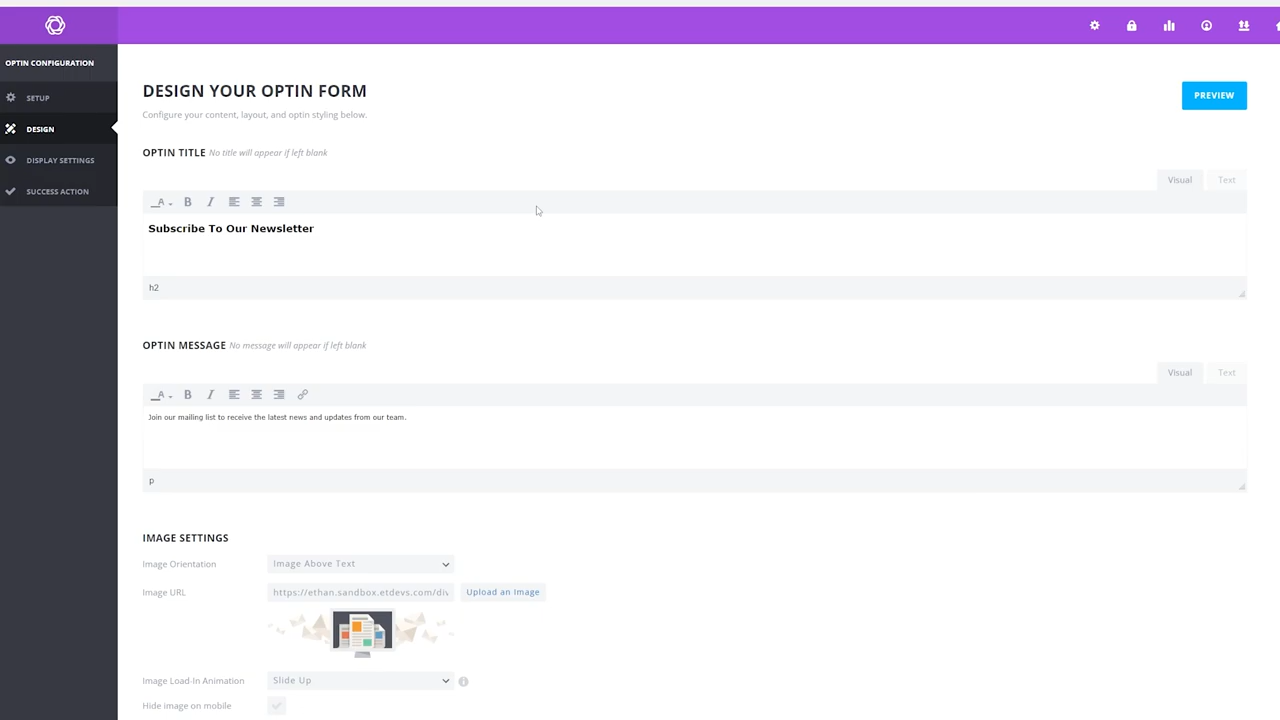 OPTIN CONFIGURATION
SETUP
DESIGN
DISPLAY SETTINGS
SUCCESS ACTION
DESIGN YOUR OPTIN FORM
PREVIEW
Configure your content, layout, and optin styling below.
OPTIN TITLE No title will appear if left blank
Visual Text
A B I
Subscribe To Our Newsletter
h2
OPTIN MESSAGE No message will appear if left blank
Visual Text
A B I
Join our mailing list to receive the latest news and updates from our team.
p
IMAGE SETTINGS
Image Orientation Image Above Text
Image URL https://ethan.sandbox.etdevs.com/div Upload an Image
Image Load-In Animation Slide Up
Hide image on mobile